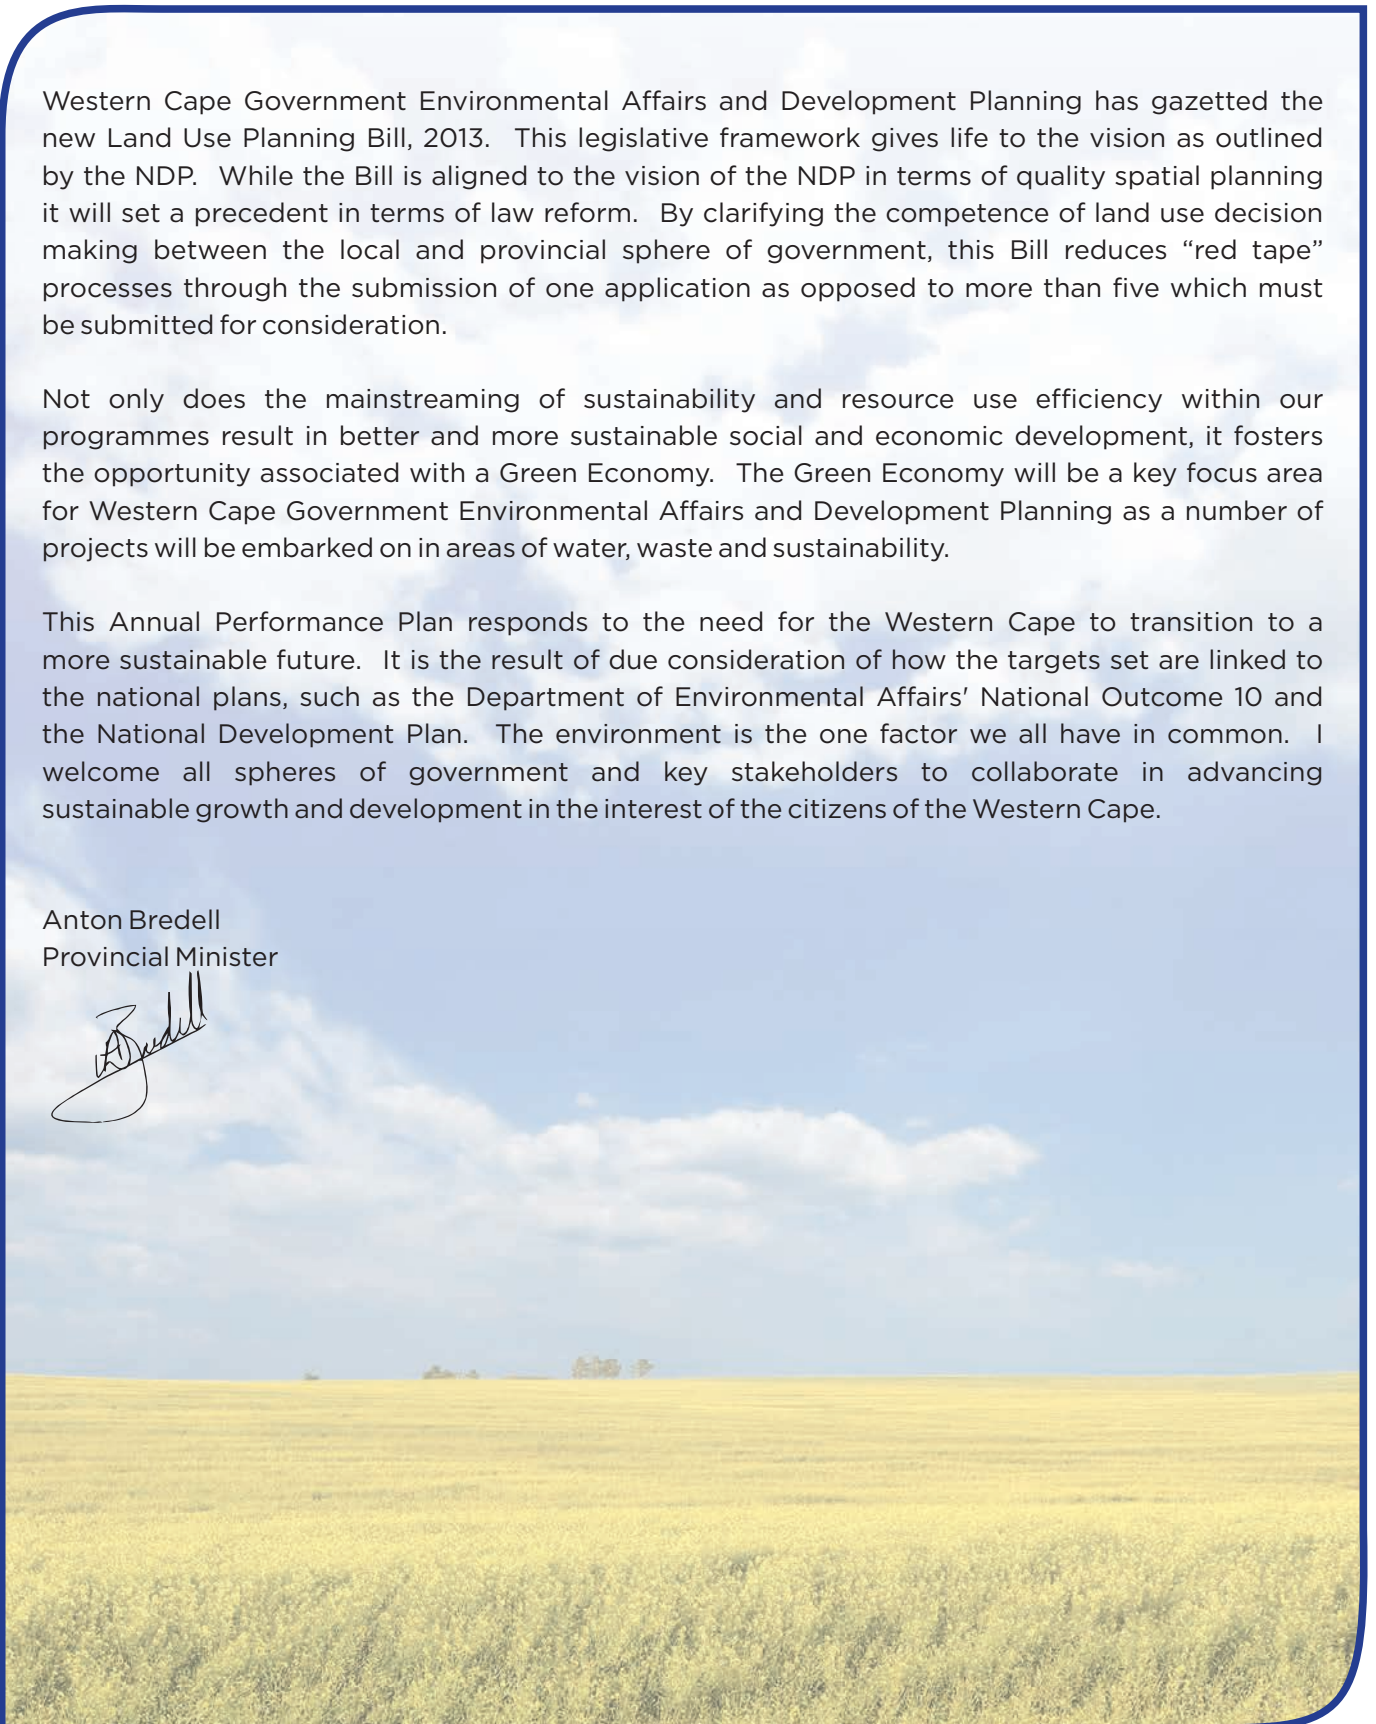 Western Cape Government Environmental Affairs and Development Planning has gazetted the
new Land Use Planning Bill, 2013. This legislative framework gives life to the vision as outlined
by the NDP. While the Bill is aligned to the vision of the NDP in terms of quality spatial planning
it will set a precedent in terms of law reform. By clarifying the competence of land use decision
making between the local and provincial sphere of government, this Bill reduces “red tape”
processes through the submission of one application as opposed to more than five which must
be submitted for consideration.
Not only does the mainstreaming of sustainability and resource use efficiency within our
programmes result in better and more sustainable social and economic development, it fosters
the opportunity associated with a Green Economy. The Green Economy will be a key focus area
for Western Cape Government Environmental Affairs and Development Planning as a number of
projects will be embarked on in areas of water, waste and sustainability.
This Annual Performance Plan responds to the need for the Western Cape to transition to a
more sustainable future. It is the result of due consideration of how the targets set are linked to
the national plans, such as the Department of Environmental Affairs' National Outcome 10 and
the National Development Plan. The environment is the one factor we all have in common. I
welcome all spheres of government and key stakeholders to collaborate in advancing
sustainable growth and development in the interest of the citizens of the Western Cape.
Anton Bredell
Provincial Minister
ABredell